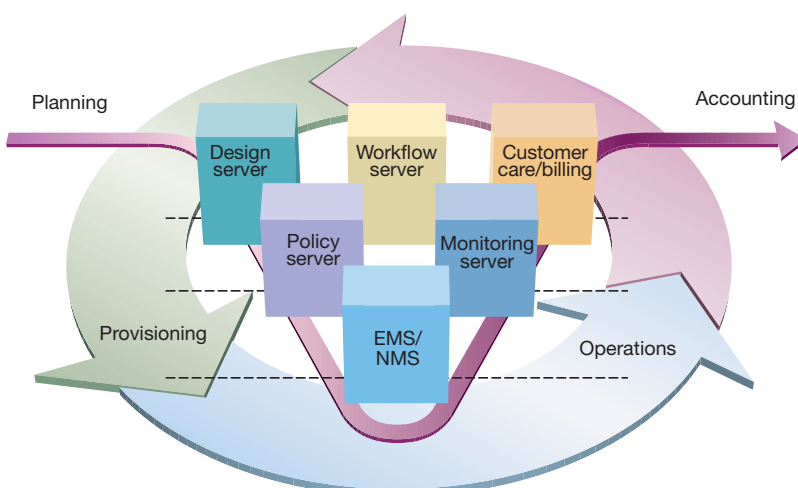 Planning
Accounting
Design
server
Workflow
server
Customer
care/billing
Policy
server
Monitoring
server
Provisioning
EMS/
NMS
Operations